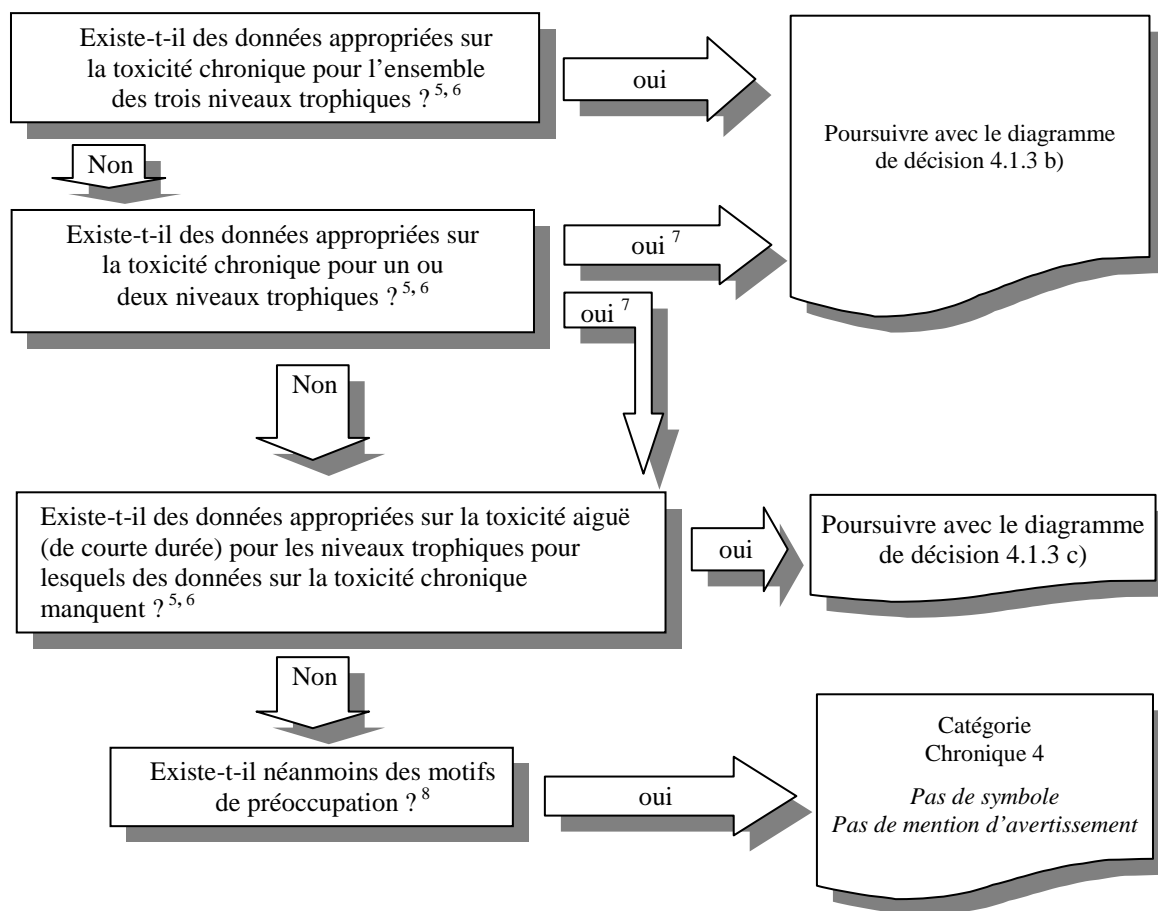 Existe-t-il des données appropriées sur
la toxicité chronique pour l'ensemble
des trois niveaux trophiques ? 5, 6
oui
Poursuivre avec le diagramme
de décision 4.1.3 b)
Non
Existe-t-il des données appropriées sur
la toxicité chronique pour un ou
deux niveaux trophiques ? 5, 6
oui 7
oui 7
Non
Existe-t-il des données appropriées sur la toxicité aiguë
(de courte durée) pour les niveaux trophiques pour
lesquels des données sur la toxicité chronique
manquent ? 5, 6
oui
Poursuivre avec le diagramme
de décision 4.1.3 c)
Non
Existe-t-il néanmoins des motifs
de préoccupation ? 8
oui
Catégorie
Chronique 4
Pas de symbole
Pas de mention d'avertissement